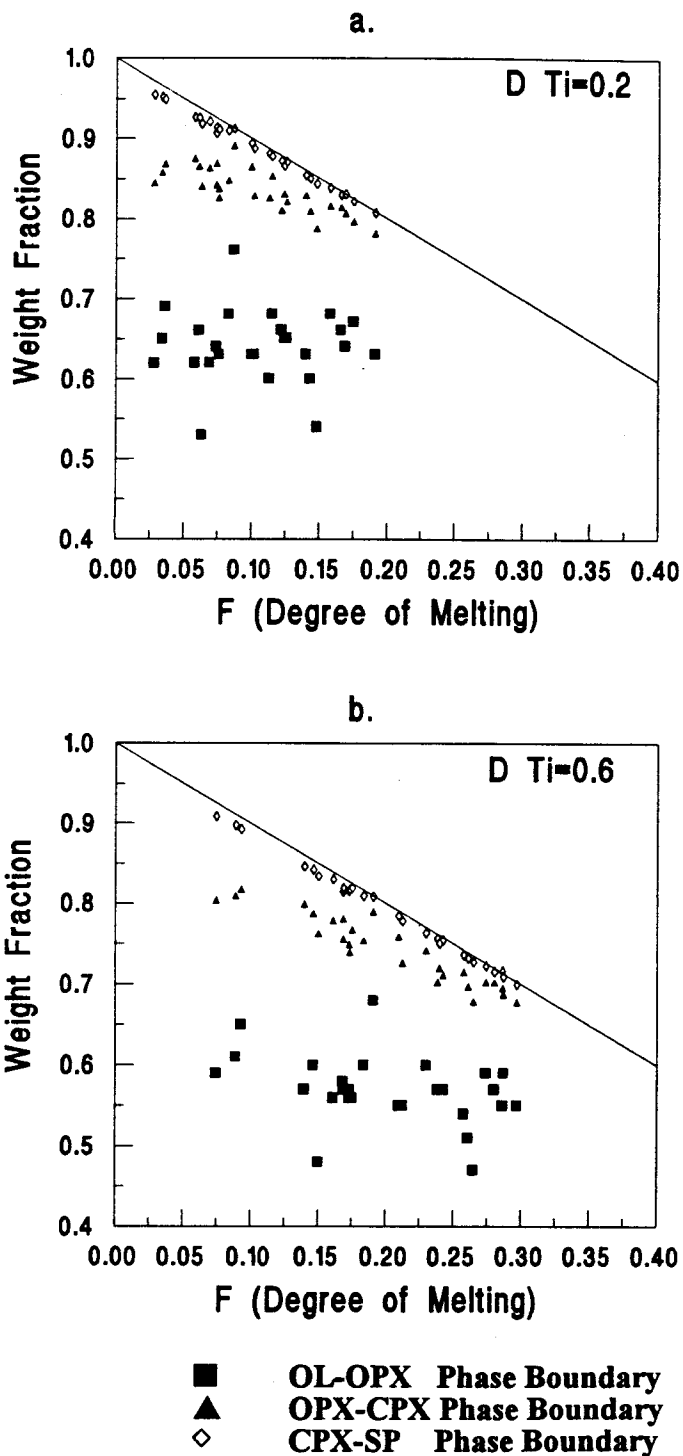 a.
D Ti=0.2
Weight Fraction
1.0
0.9
0.8
0.7
0.6
0.5
0.4
0.00 0.05 0.10 0.15 0.20 0.25 0.30 0.35 0.40
F (Degree of Melting)
b.
D Ti=0.6
Weight Fraction
1.0
0.9
0.8
0.7
0.6
0.5
0.4
0.00 0.05 0.10 0.15 0.20 0.25 0.30 0.35 0.40
F (Degree of Melting)
OL-OPX Phase Boundary
OPX-CPX Phase Boundary
CPX-SP Phase Boundary